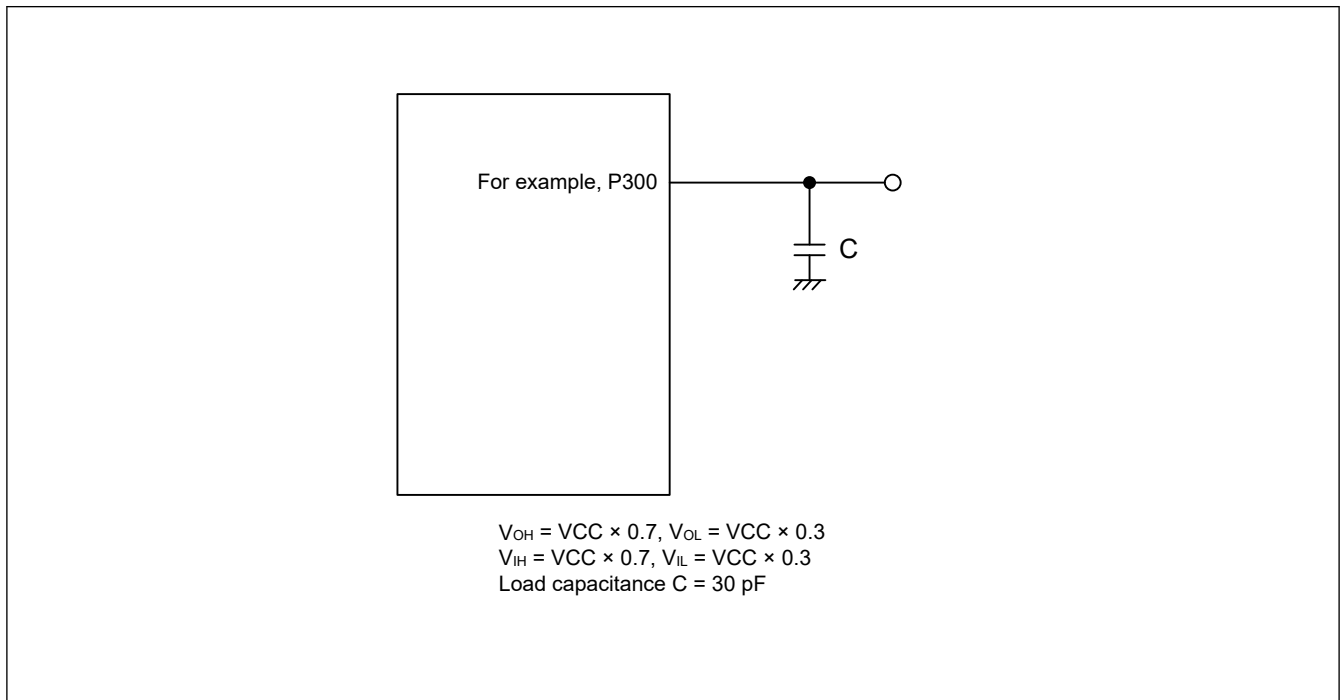 For example, P300
C
VOH = VCC × 0.7, VOL = VCC × 0.3
VIH = VCC × 0.7, VIL = VCC × 0.3
Load capacitance C = 30 pF